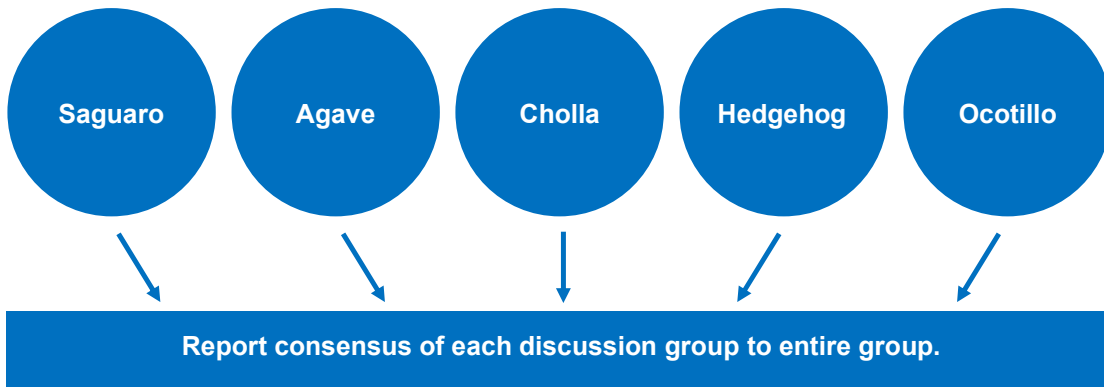 Saguaro
Agave
Cholla
Hedgehog
Ocotillo
Report consensus of each discussion group to entire group.